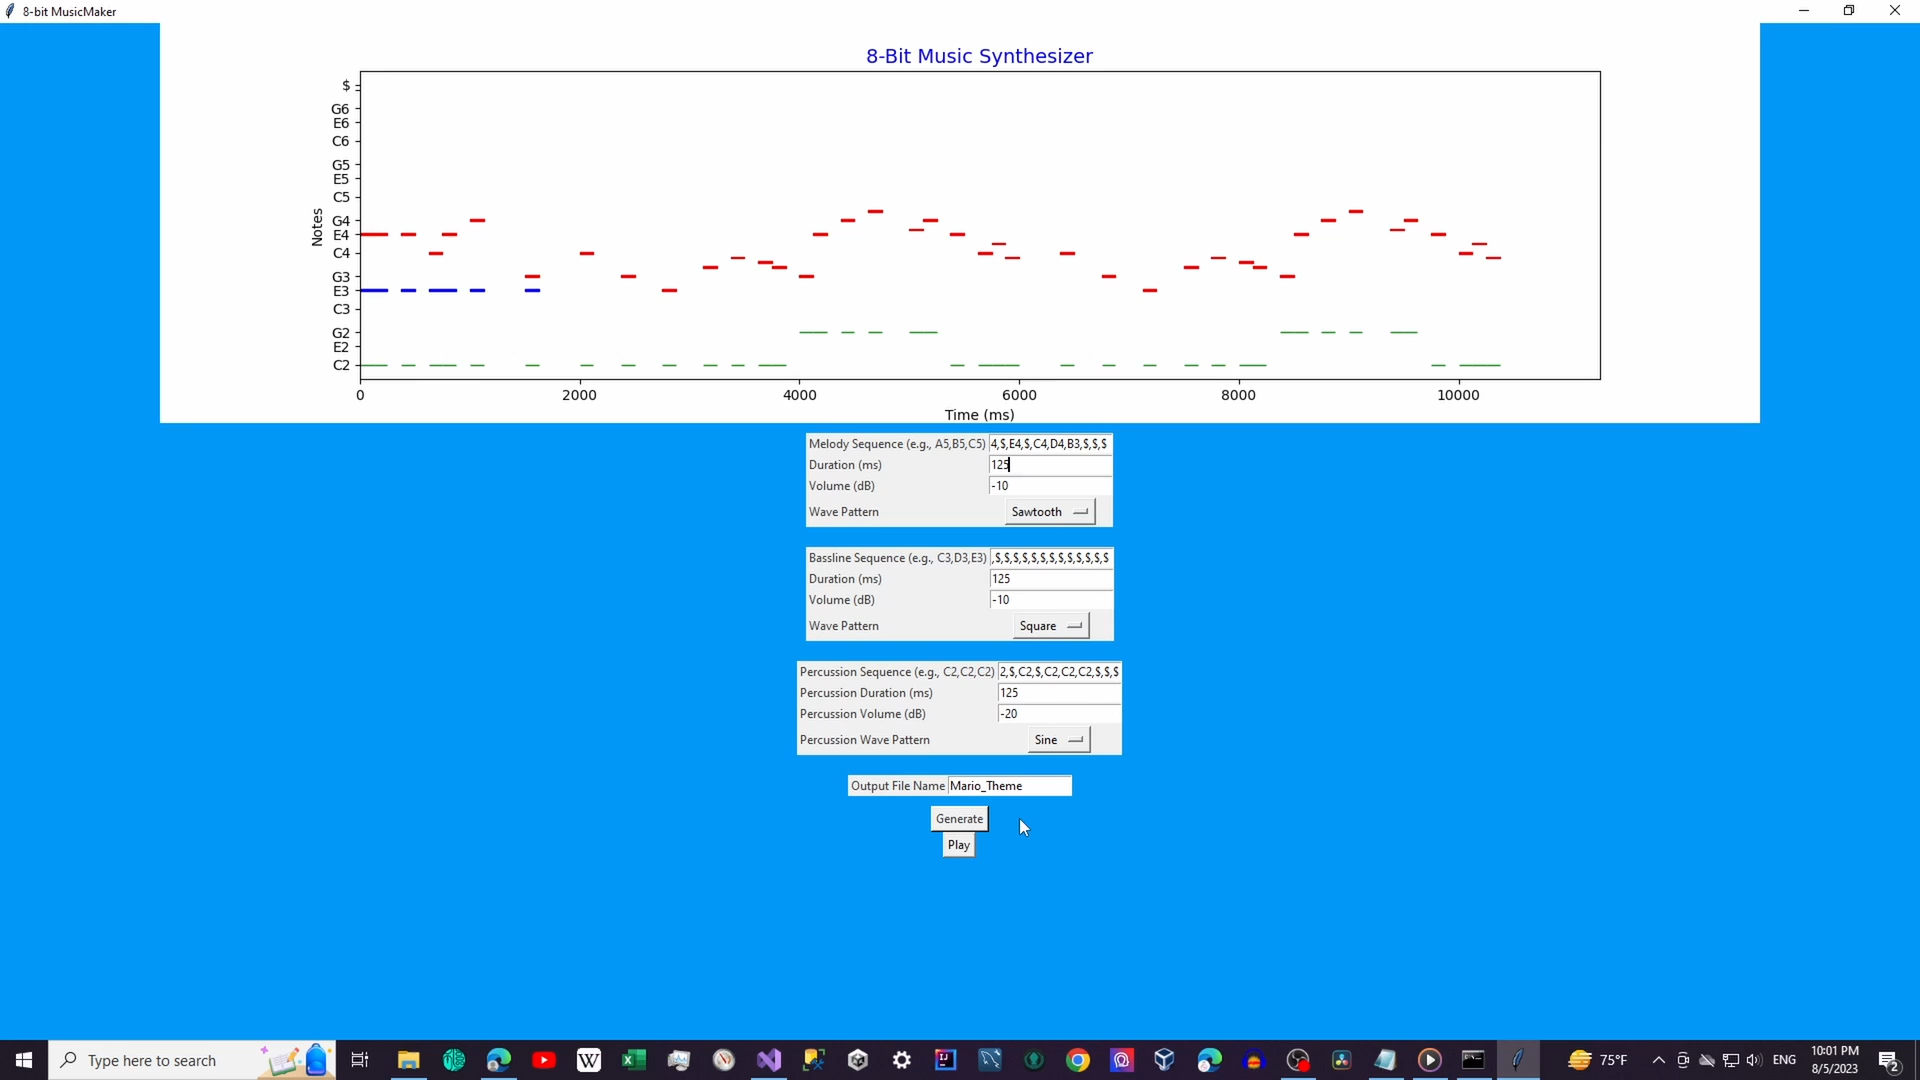 8-bit MusicMaker
8-Bit Music Synthesizer
$
G6
E6
C6
G5
E5
C5
G4
E4
C4
G3
E3
C3
G2
E2
C2
Notes
0 2000 4000 6000 8000 10000
Time (ms)
Melody Sequence (e.g., A5,B5,C5) 4,$,E4,$,C4,D4,B3,$,$,$
Duration (ms) 125
Volume (dB) -10
Wave Pattern Sawtooth
Bassline Sequence (e.g., C3,D3,E3) ,$,$,$,$,$,$,$,$,$,$,$,$,$
Duration (ms) 125
Volume (dB) -10
Wave Pattern Square
Percussion Sequence (e.g., C2,C2,C2) 2,$,C2,$,C2,C2,C2,$,$,$
Percussion Duration (ms) 125
Percussion Volume (dB) -20
Percussion Wave Pattern Sine
Output File Name Mario_Theme
Generate
Play
Type here to search
W
75°F
ENG
10:01 PM
8/5/2023
2